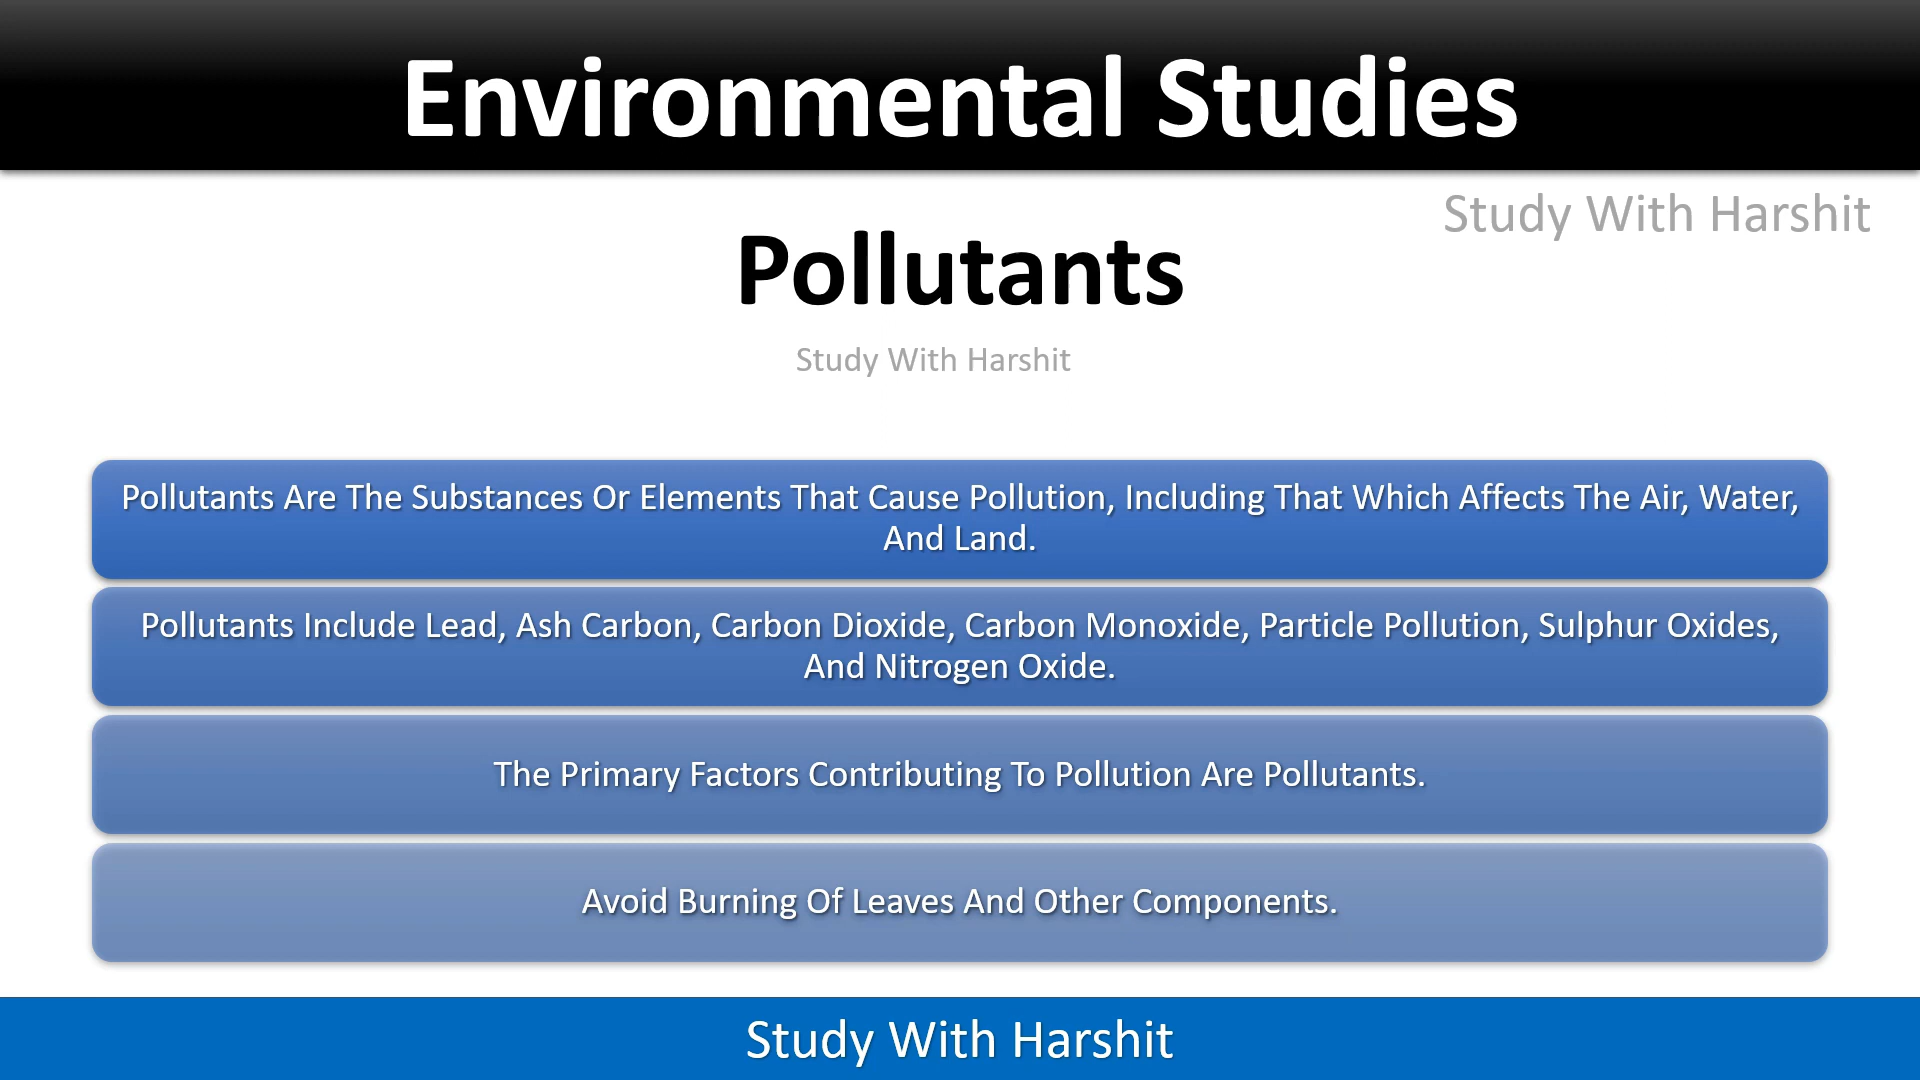 Environmental Studies
Study With Harshit
Pollutants
Study With Harshit
Pollutants Are The Substances Or Elements That Cause Pollution, Including That Which Affects The Air, Water,
And Land.
Pollutants Include Lead, Ash Carbon, Carbon Dioxide, Carbon Monoxide, Particle Pollution, Sulphur Oxides,
And Nitrogen Oxide.
The Primary Factors Contributing To Pollution Are Pollutants.
Avoid Burning Of Leaves And Other Components.
Study With Harshit